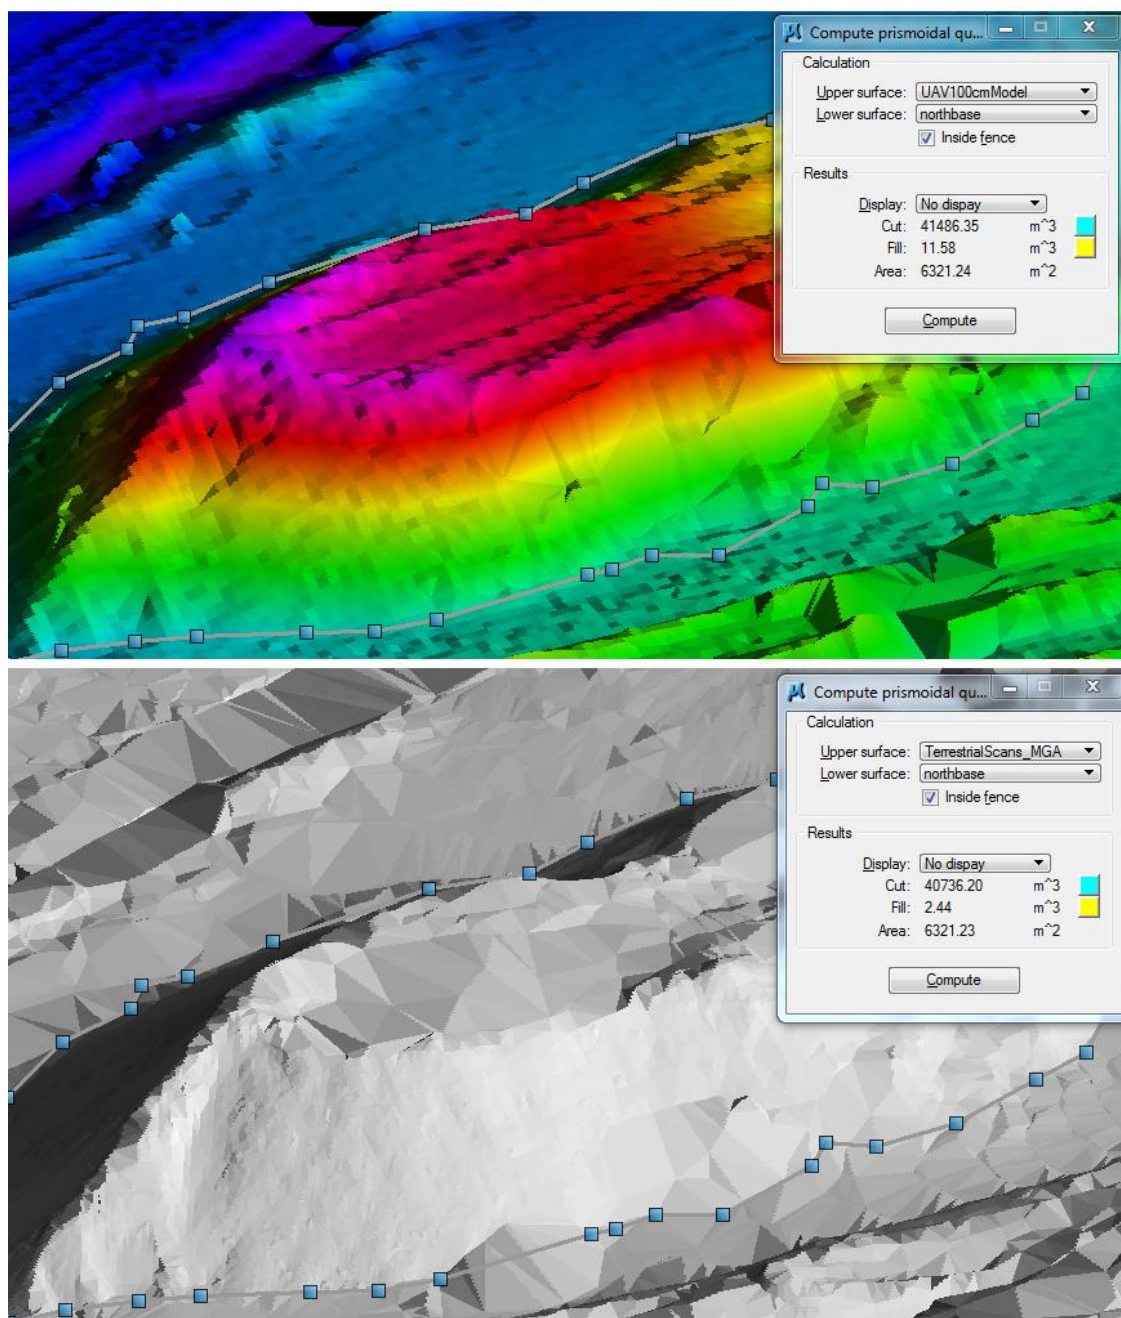 Compute prismoidal qu...
Calculation
Upper surface: UAV100cmModel
Lower surface: northbase
Inside fence
Results
Display: No dispay
Cut: 41486.35 m^3
Fill: 11.58 m^3
Area: 6321.24 m^2
Compute
Compute prismoidal qu...
Calculation
Upper surface: TerrestrialScans_MGA
Lower surface: northbase
Inside fence
Results
Display: No dispay
Cut: 40736.20 m^3
Fill: 2.44 m^3
Area: 6321.23 m^2
Compute